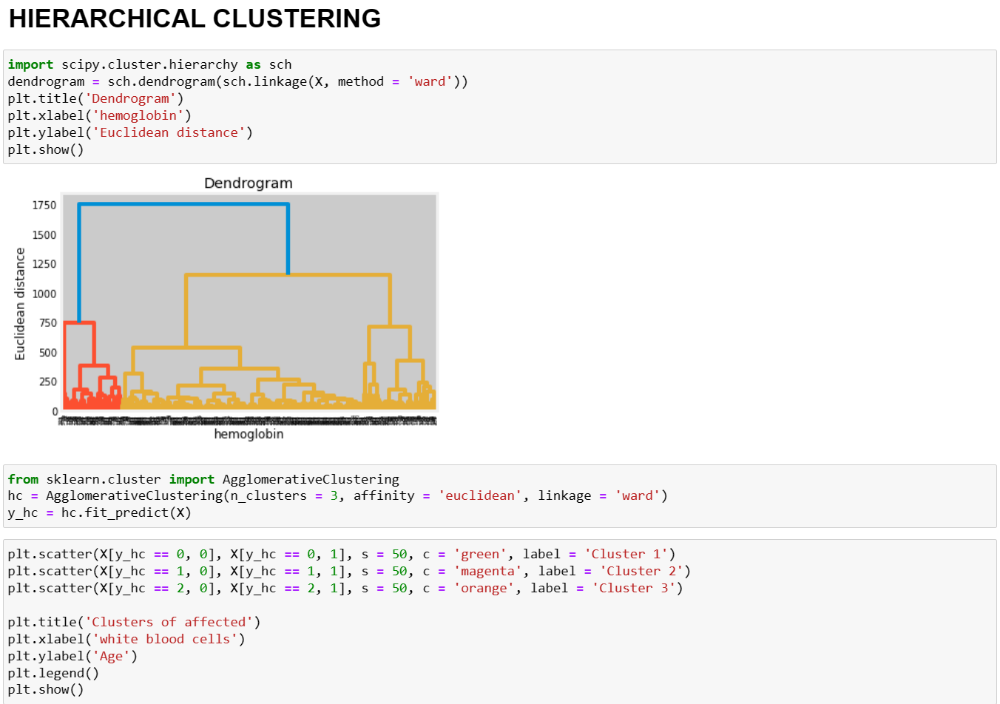 HIERARCHICAL CLUSTERING
import scipy.cluster.hierarchy as sch
dendrogram = sch.dendrogram(sch.linkage(X, method = 'ward'))
plt.title('Dendrogram')
plt.xlabel('hemoglobin')
plt.ylabel('Euclidean distance')
plt.show()
Dendrogram
Euclidean distance
1750
1500
1250
1000
750
500
250
0
hemoglobin
from sklearn.cluster import AgglomerativeClustering
hc = AgglomerativeClustering(n_clusters = 3, affinity = 'euclidean', linkage = 'ward')
y_hc = hc.fit_predict(X)
plt.scatter(X[y_hc == 0, 0], X[y_hc == 0, 1], s = 50, c = 'green', label = 'Cluster 1')
plt.scatter(X[y_hc == 1, 0], X[y_hc == 1, 1], s = 50, c = 'magenta', label = 'Cluster 2')
plt.scatter(X[y_hc == 2, 0], X[y_hc == 2, 1], s = 50, c = 'orange', label = 'Cluster 3')
plt.title('Clusters of affected')
plt.xlabel('white blood cells')
plt.ylabel('Age')
plt.legend()
plt.show()